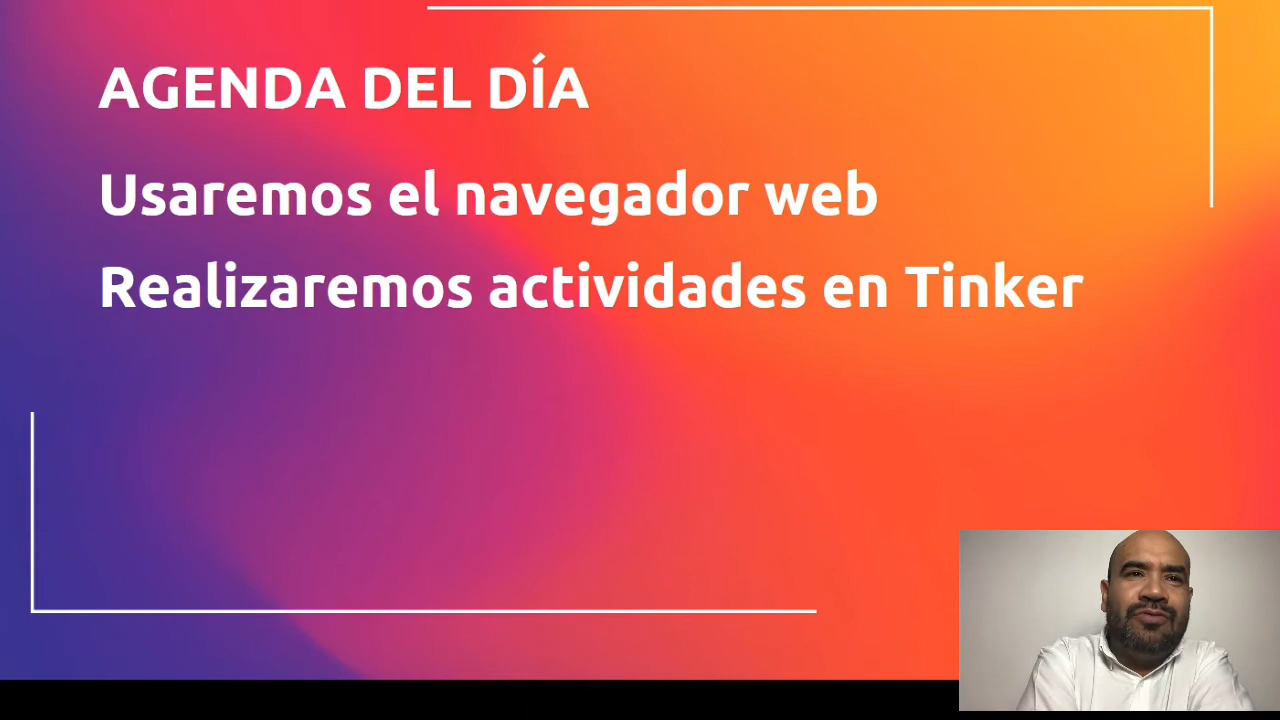 AGENDA DEL DÍA
Usaremos el navegador web
Realizaremos actividades en Tinker